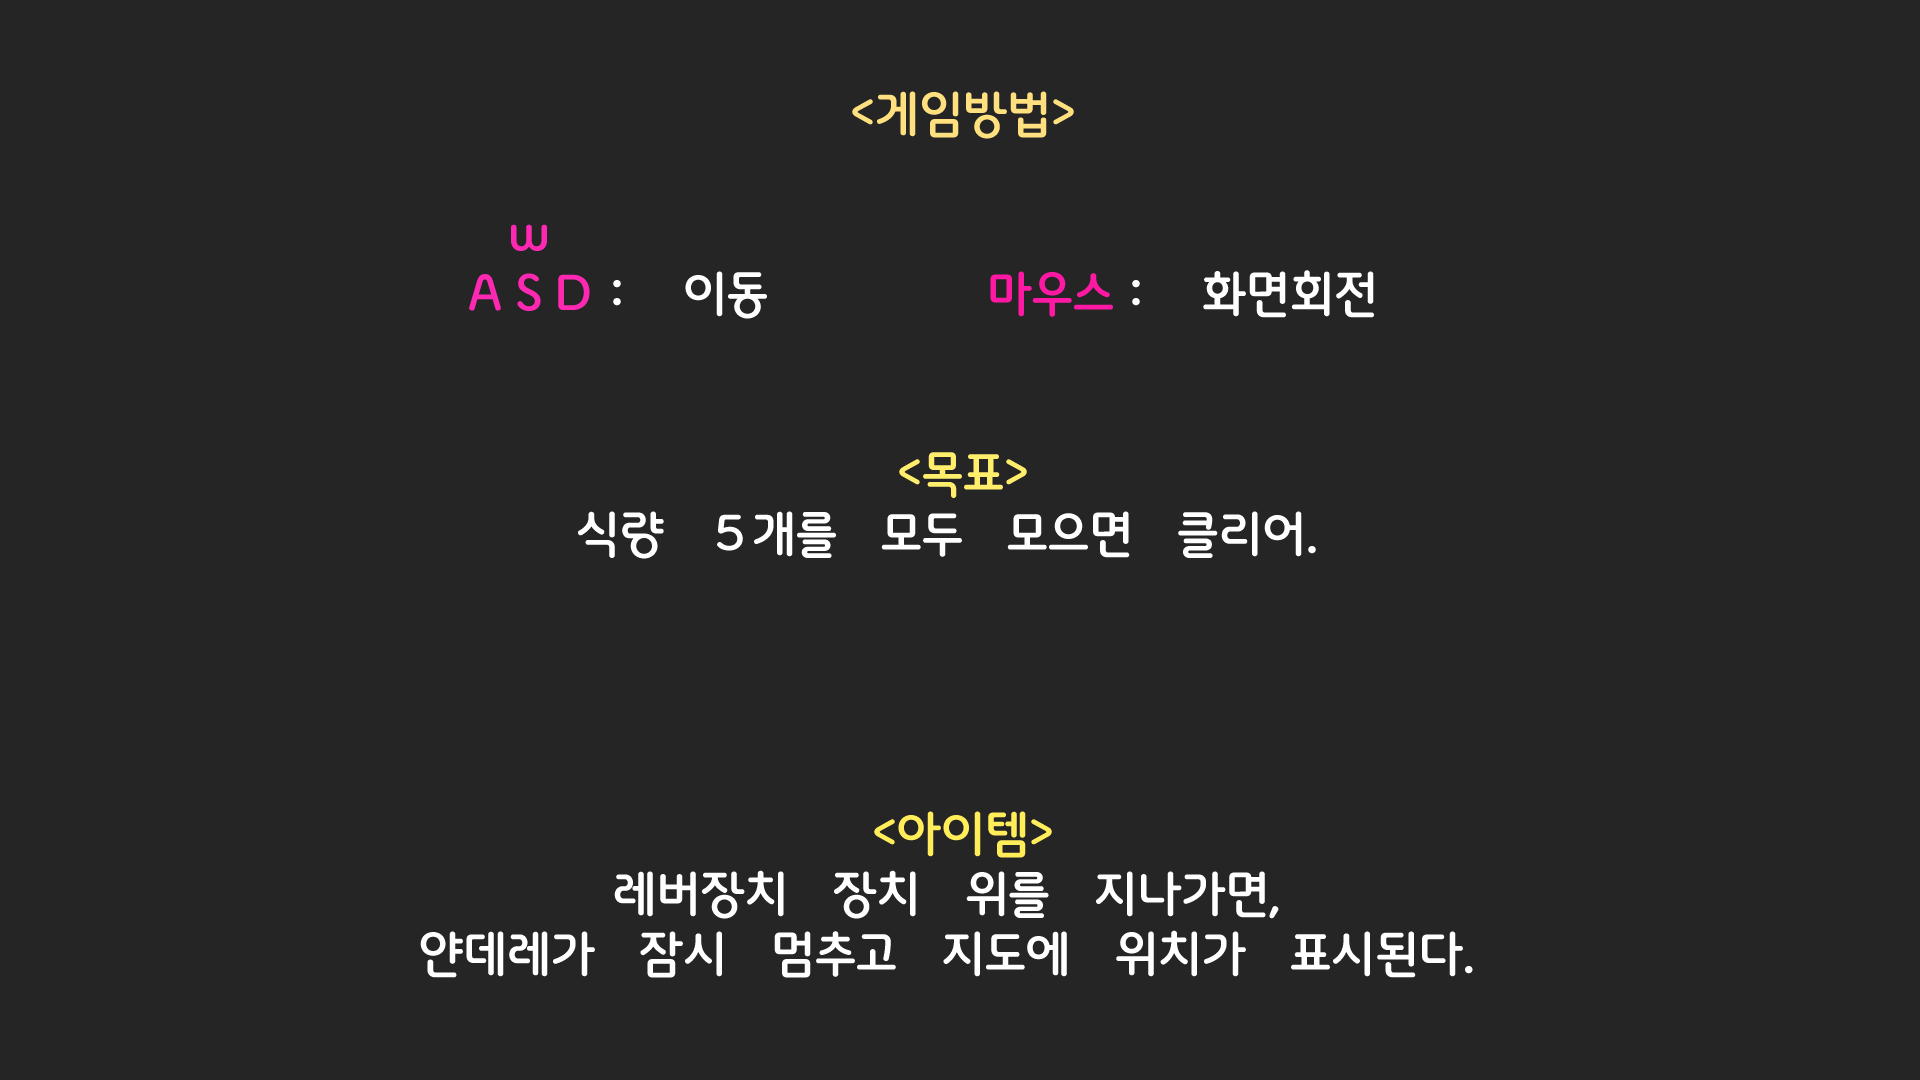 <게임방법>
W
A S D : 이동 마우스 : 화면회전
<목표>
식량 5개를 모두 모으면 클리어.
<아이템>
레버장치 장치 위를 지나가면,
얀데레가 잠시 멈추고 지도에 위치가 표시된다.